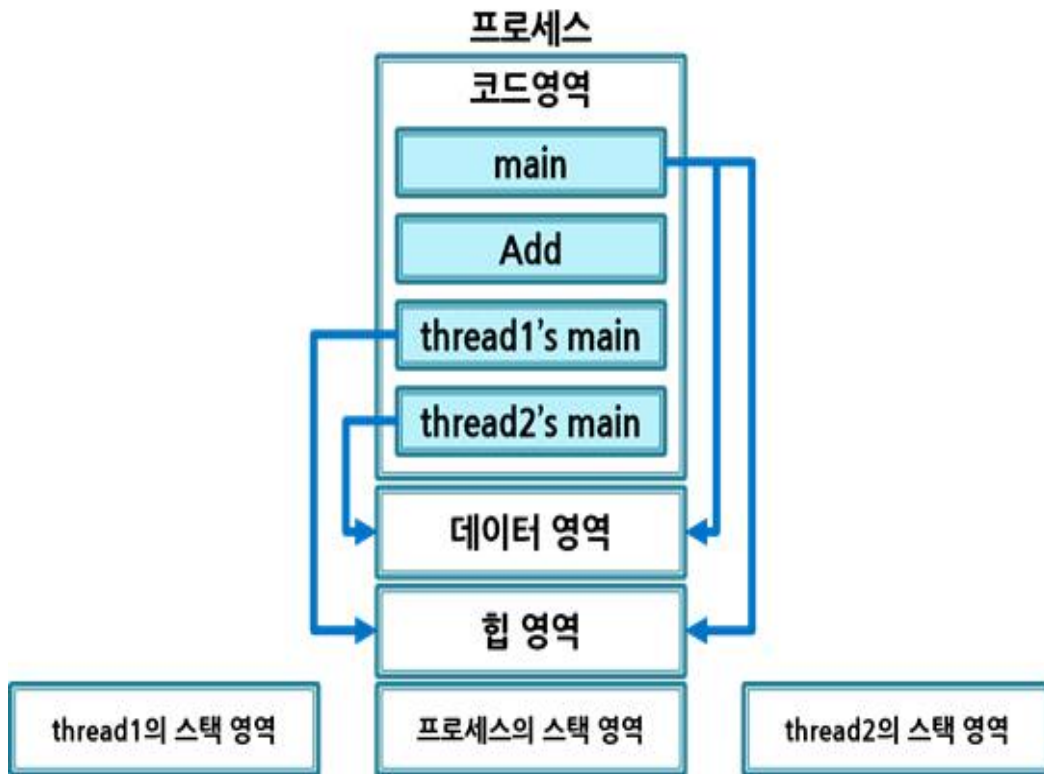 프로세스
코드영역
main
Add
thread1's main
thread2's main
데이터 영역
힙 영역
thread1의 스택 영역
프로세스의 스택 영역
thread2의 스택 영역